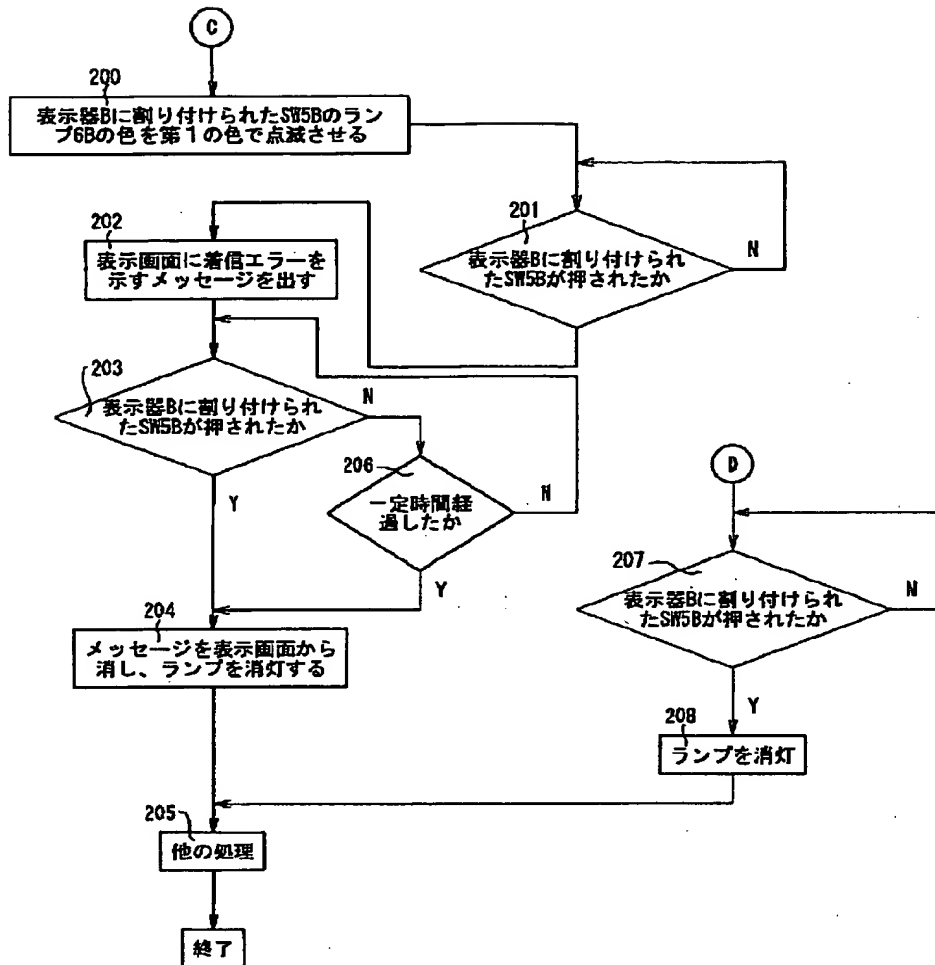 C
200
表示器Bに割り付けられたSW5Bのラン
プ6Bの色を第1の色で点滅させる
201
表示器Bに割り付けられ
たSW5Bが押されたか
N
202
表示画面に着信エラーを
示すメッセージを出す
203
表示器Bに割り付けられ
たSW5Bが押されたか
N
Y
206
一定時間経
過したか
N
Y
204
メッセージを表示画面から
消し、ランプを消灯する
D
207
表示器Bに割り付けられ
たSW5Bが押されたか
N
Y
208
ランプを消灯
205
他の処理
終了